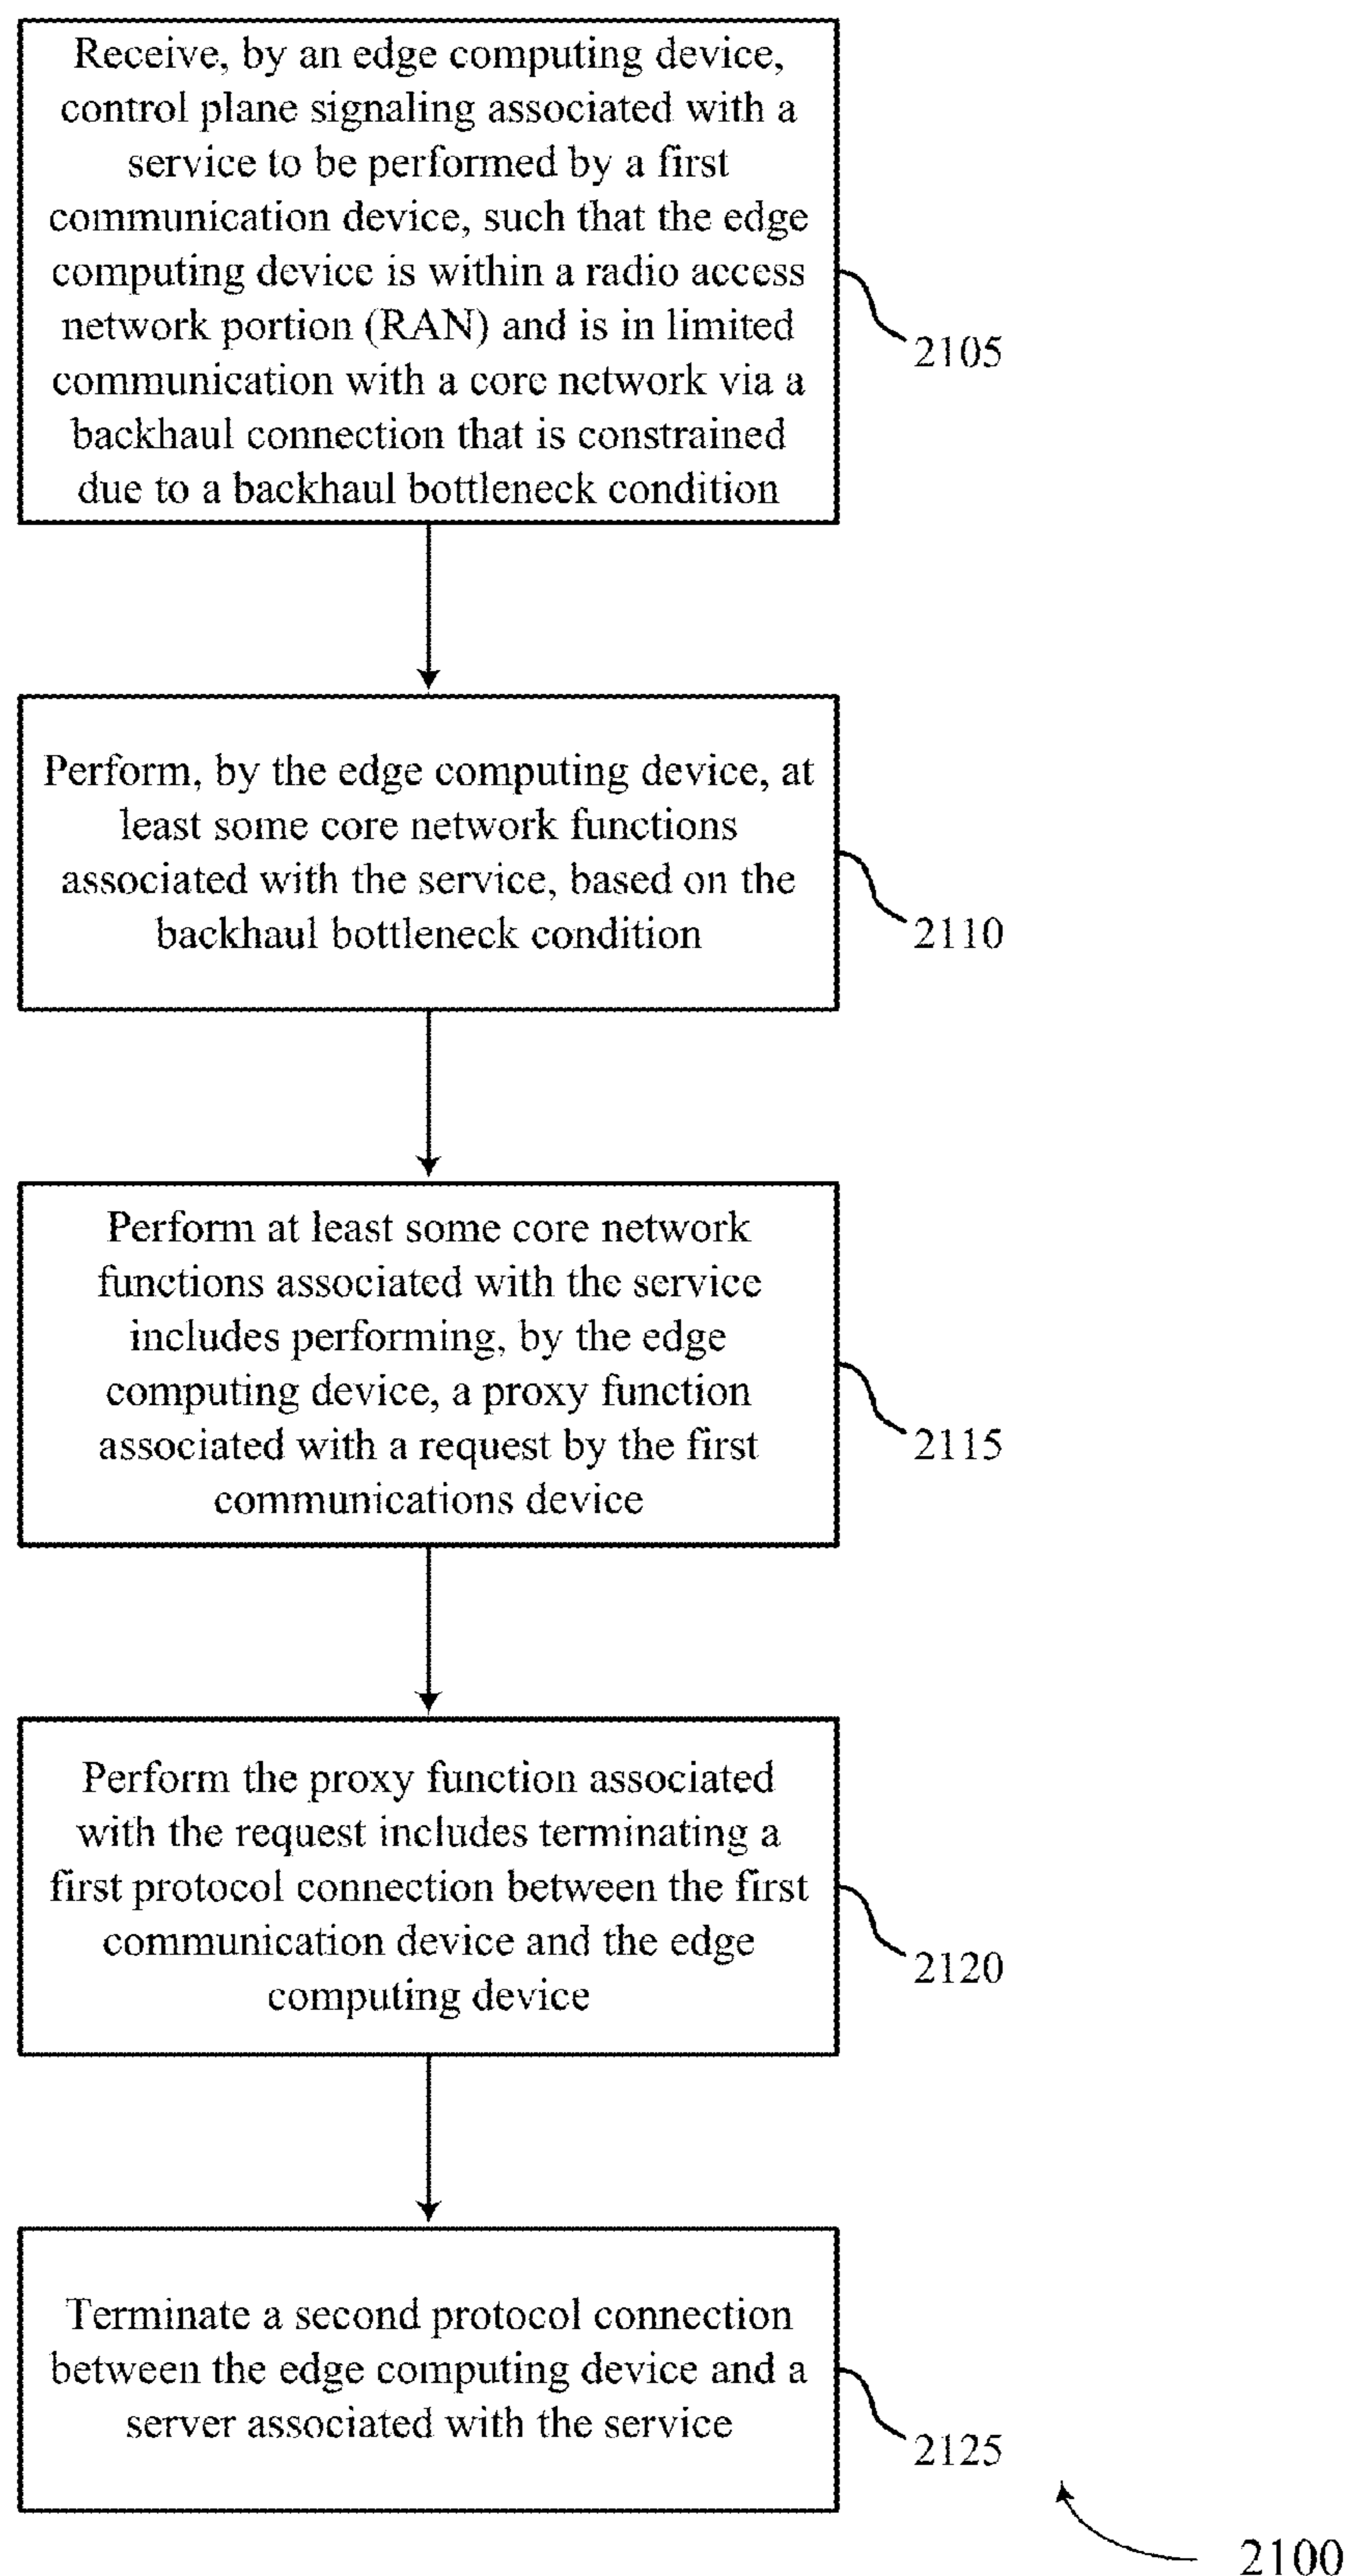 Receive, by an edge computing device,
control plane signaling associated with a
service to be performed by a first
communication device, such that the edge
computing device is within a radio access
network portion (RAN) and is in limited
communication with a core network via a
backhaul connection that is constrained
due to a backhaul bottleneck condition
2105
Perform, by the edge computing device, at
least some core network functions
associated with the service, based on the
backhaul bottleneck condition
2110
Perform at least some core network
functions associated with the service
includes performing, by the edge
computing device, a proxy function
associated with a request by the first
communications device
2115
Perform the proxy function associated
with the request includes terminating a
first protocol connection between the first
communication device and the edge
computing device
2120
Terminate a second protocol connection
between the edge computing device and a
server associated with the service
2125
2100